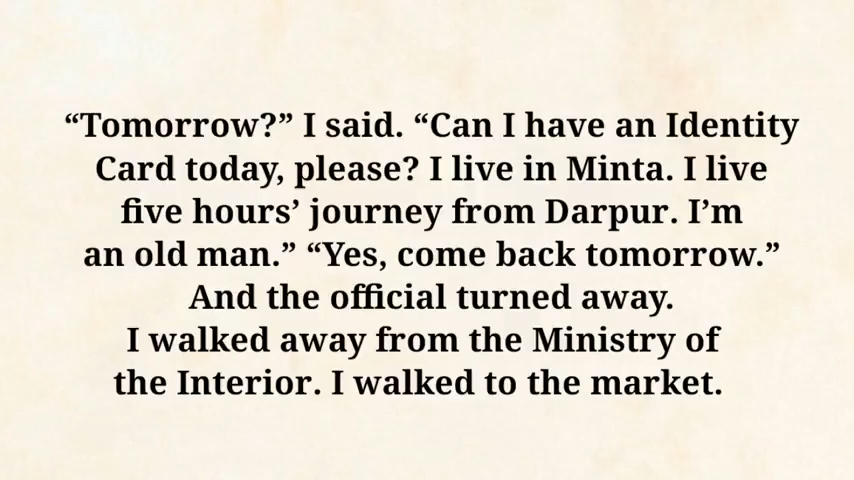 “Tomorrow?” I said. “Can I have an Identity
Card today, please? I live in Minta. I live
five hours’ journey from Darpur. I’m
an old man.” “Yes, come back tomorrow.”
And the official turned away.
I walked away from the Ministry of
the Interior. I walked to the market.